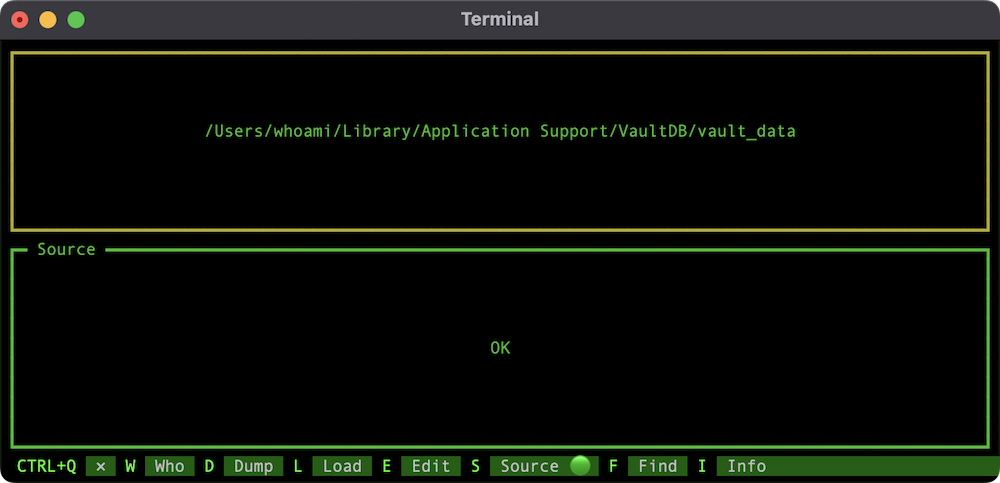 Terminal
/Users/whoami/Library/Application Support/VaultDB/vault_data
Source
OK
CTRL+Q × W Who D Dump L Load E Edit S Source F Find I Info